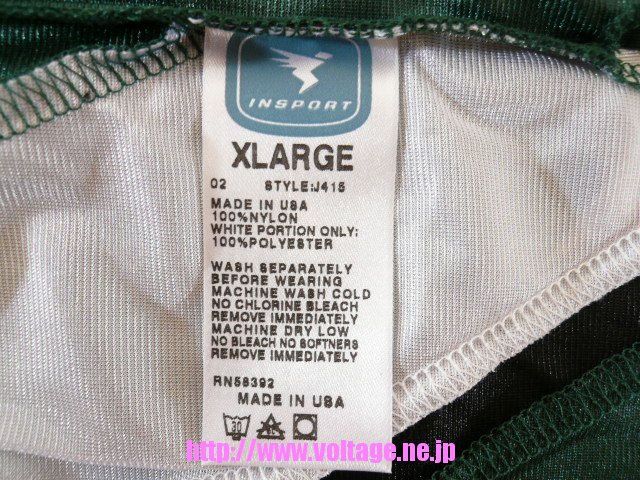 INSPORT
XLARGE
02 STYLE:J415
MADE IN USA
100%NYLON
WHITE PORTION ONLY:
100%POLYESTER
WASH SEPARATELY
BEFORE WEARING
MACHINE WASH COLD
NO CHLORINE BLEACH
REMOVE IMMEDIATELY
MACHINE DRY LOW
NO BLEACH NO SOFTNERS
REMOVE IMMEDIATELY
RN58392
MADE IN USA
30
http://www.voltage.ne.jp